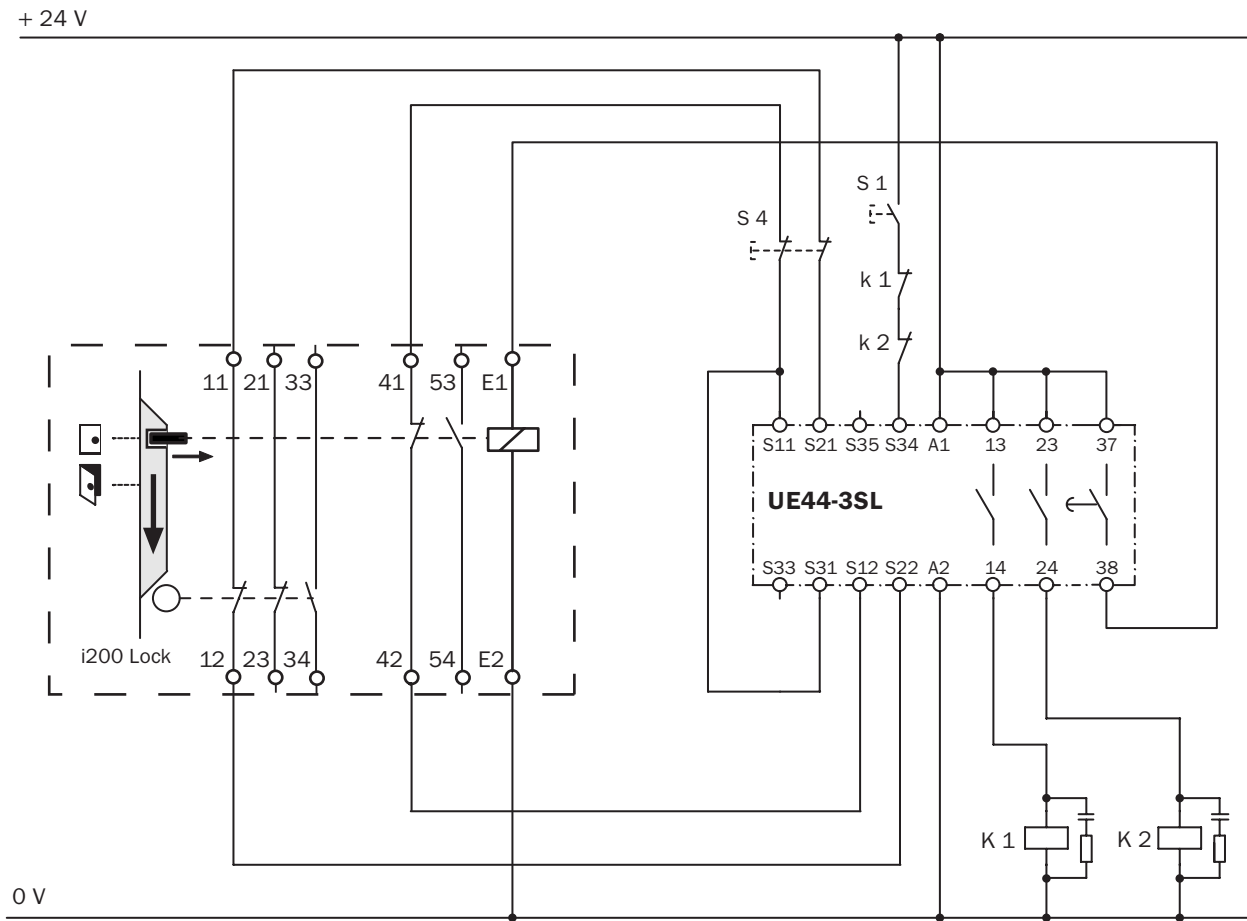 + 24 V
S 1
S 4
k 1
k 2
11 21 33 41 53 E1
S11 S21 S35 S34 A1 13 23 37
UE44-3SL
S33 S31 S12 S22 A2 14 24 38
i200 Lock
12 23 34 42 54 E2
K 1 K 2
0 V